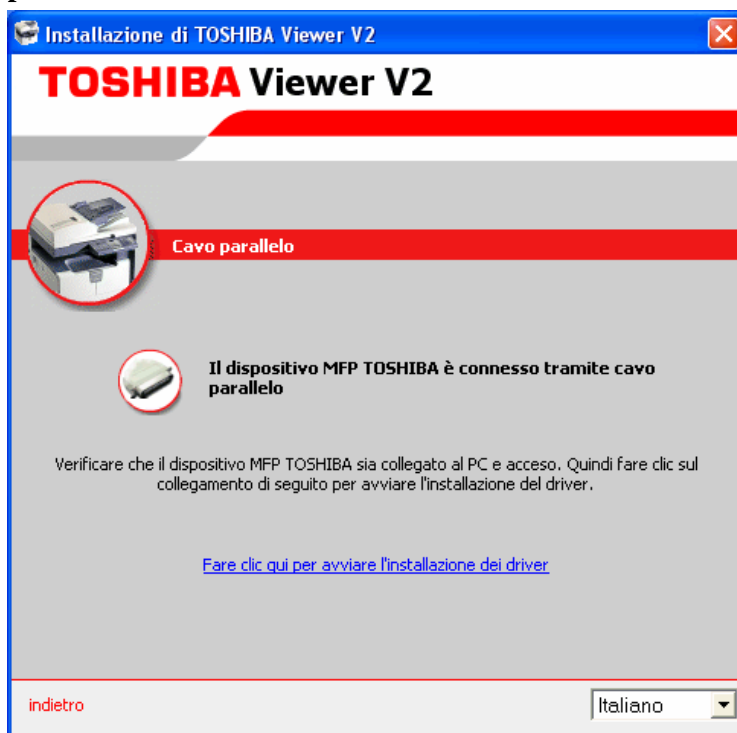 Installazione di TOSHIBA Viewer V2
TOSHIBA Viewer V2
Cavo parallelo
Il dispositivo MFP TOSHIBA è connesso tramite cavo
parallelo
Verificare che il dispositivo MFP TOSHIBA sia collegato al PC e acceso. Quindi fare clic sul
collegamento di seguito per avviare l'installazione del driver.
Fare clic qui per avviare l'installazione dei driver
indietro
Italiano